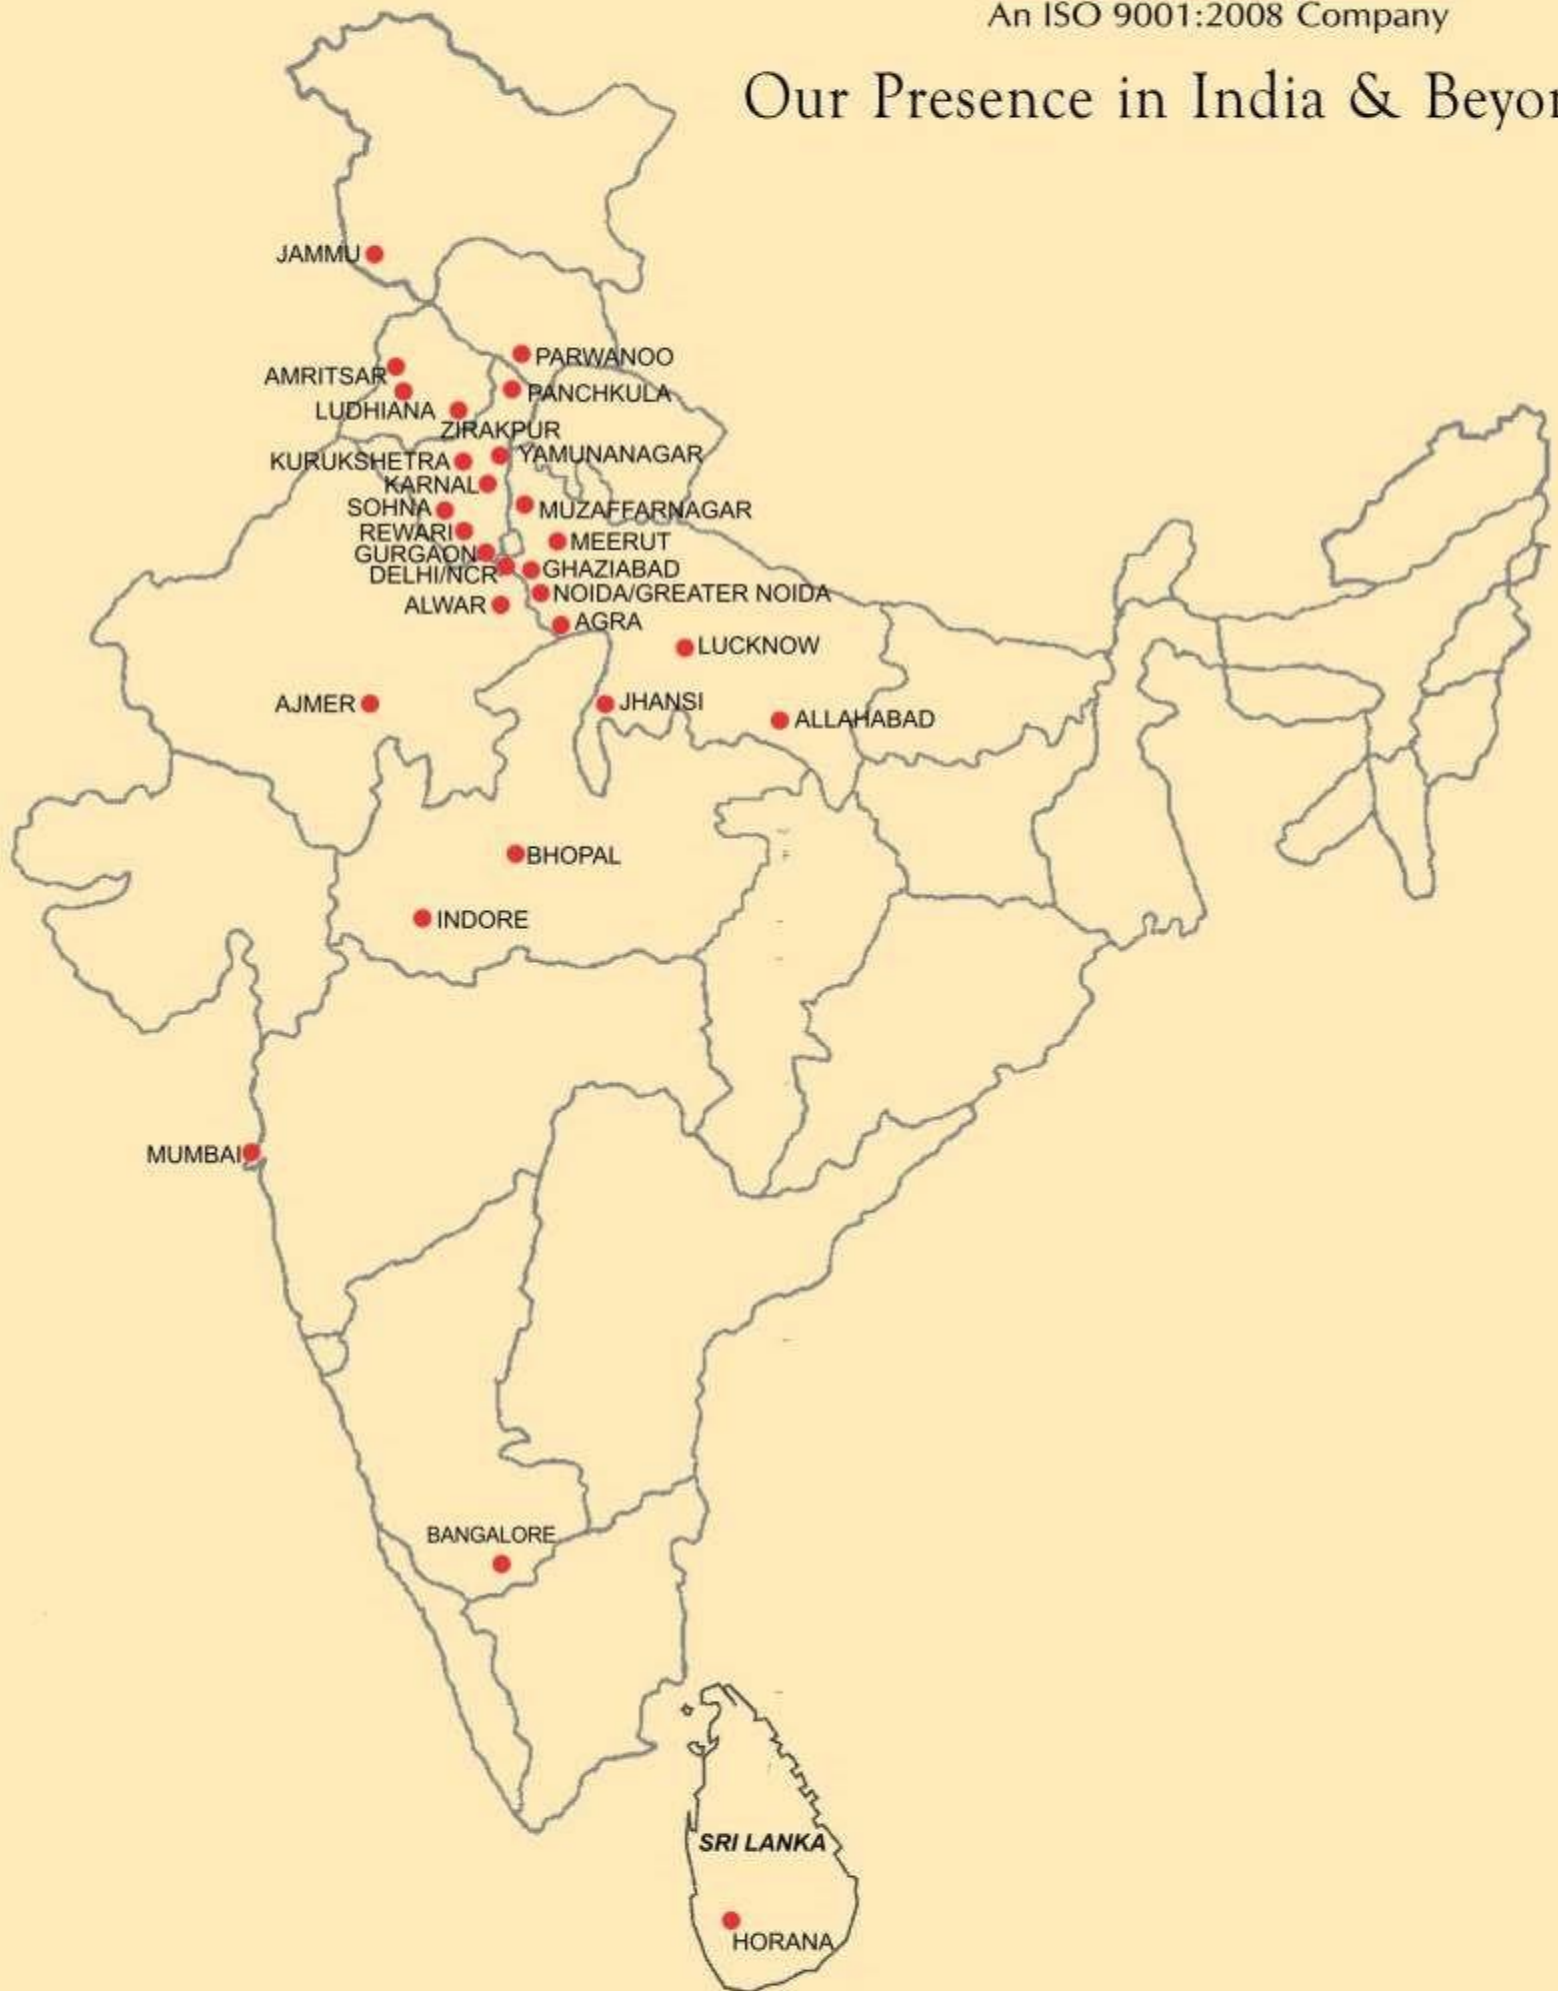 An ISO 9001:2008 Company
Our Presence in India & Beyon
JAMMU
PARWANOO
AMRITSAR
PANCHKULA
LUDHIANA
ZIRAKPUR
YAMUNANAGAR
KURUKSHETRA
KARNAL
SOHNA
MUZAFFARNAGAR
REWARI
MEERUT
GURGAON
DELHI/NCR
GHAZIABAD
NOIDA/GREATER NOIDA
ALWAR
AGRA
LUCKNOW
AJMER
JHANSI
ALLAHABAD
BHOPAL
INDORE
MUMBAI
BANGALORE
SRI LANKA
HORANA